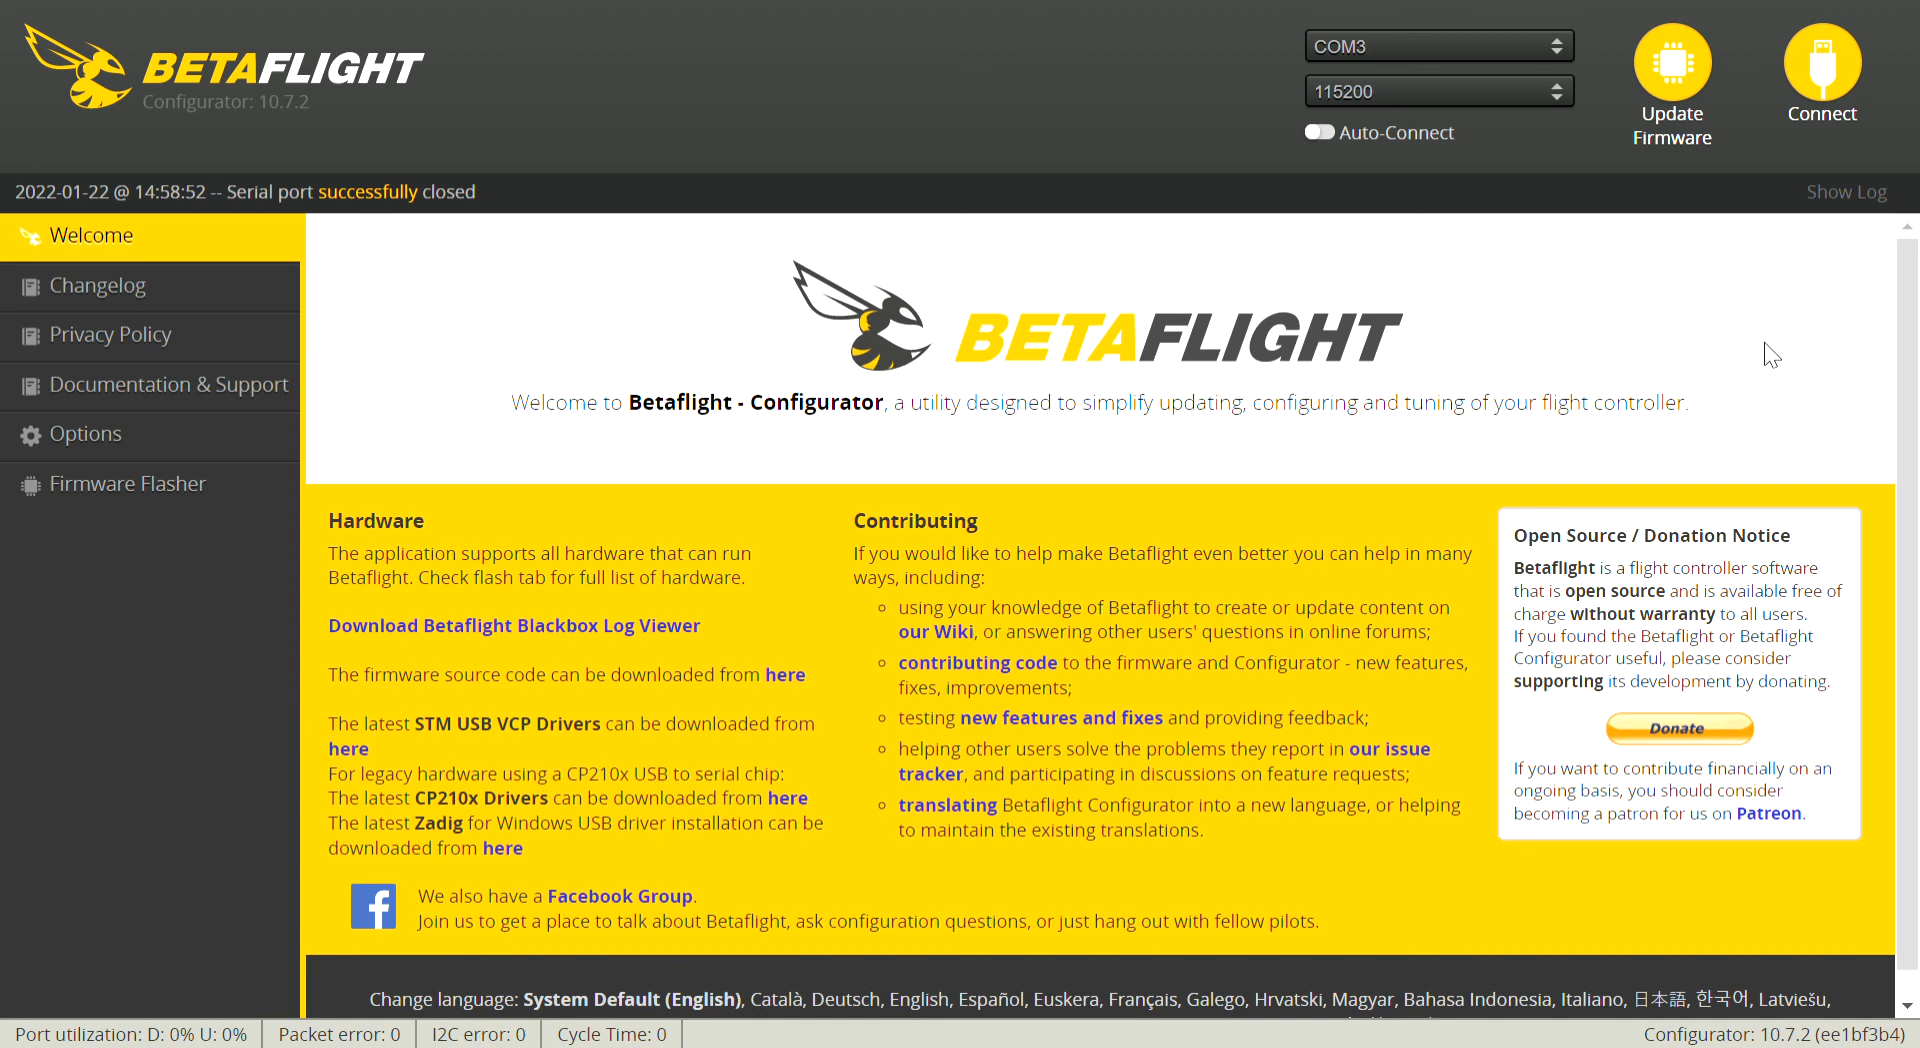 BETAFLIGHT
Configurator: 10.7.2
COM3
115200
Auto-Connect
Update
Firmware
Connect
2022-01-22 @ 14:58:52 -- Serial port successfully closed
Show Log
Welcome
Changelog
Privacy Policy
Documentation & Support
Options
Firmware Flasher
BETAFLIGHT
Welcome to Betaflight - Configurator, a utility designed to simplify updating, configuring and tuning of your flight controller.
Hardware
The application supports all hardware that can run
Betaflight. Check flash tab for full list of hardware.
Download Betaflight Blackbox Log Viewer
The firmware source code can be downloaded from here
The latest STM USB VCP Drivers can be downloaded from
here
For legacy hardware using a CP210x USB to serial chip:
The latest CP210x Drivers can be downloaded from here
The latest Zadig for Windows USB driver installation can be
downloaded from here
Contributing
If you would like to help make Betaflight even better you can help in many
ways, including:
using your knowledge of Betaflight to create or update content on
our Wiki, or answering other users' questions in online forums;
contributing code to the firmware and Configurator - new features,
fixes, improvements;
testing new features and fixes and providing feedback;
helping other users solve the problems they report in our issue
tracker, and participating in discussions on feature requests;
translating Betaflight Configurator into a new language, or helping
to maintain the existing translations.
Open Source / Donation Notice
Betaflight is a flight controller software
that is open source and is available free of
charge without warranty to all users.
If you found the Betaflight or Betaflight
Configurator useful, please consider
supporting its development by donating.
Donate
If you want to contribute financially on an
ongoing basis, you should consider
becoming a patron for us on Patreon.
We also have a Facebook Group.
Join us to get a place to talk about Betaflight, ask configuration questions, or just hang out with fellow pilots.
Change language: System Default (English), Català, Deutsch, English, Español, Euskera, Français, Galego, Hrvatski, Magyar, Bahasa Indonesia, Italiano, 日本語, 한국어, Latviešu,
Port utilization: D: 0% U: 0%
Packet error: 0
I2C error: 0
Cycle Time: 0
Configurator: 10.7.2 (ee1bf3b4)